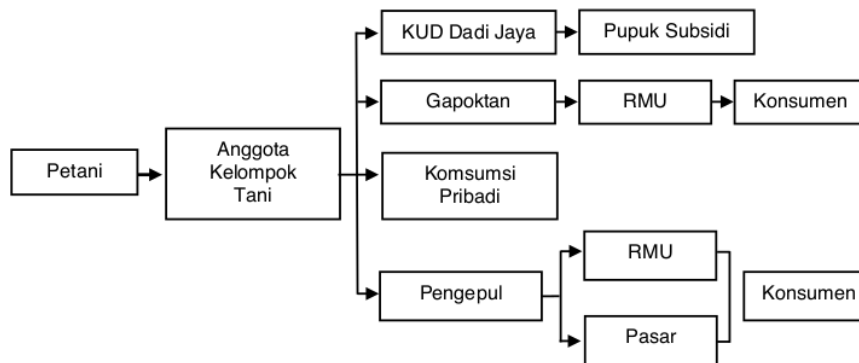 KUD Dadi Jaya
Pupuk Subsidi
Gapoktan
RMU
Konsumen
Petani
Anggota
Kelompok
Tani
Komsumsi
Pribadi
Pengepul
RMU
Pasar
Konsumen